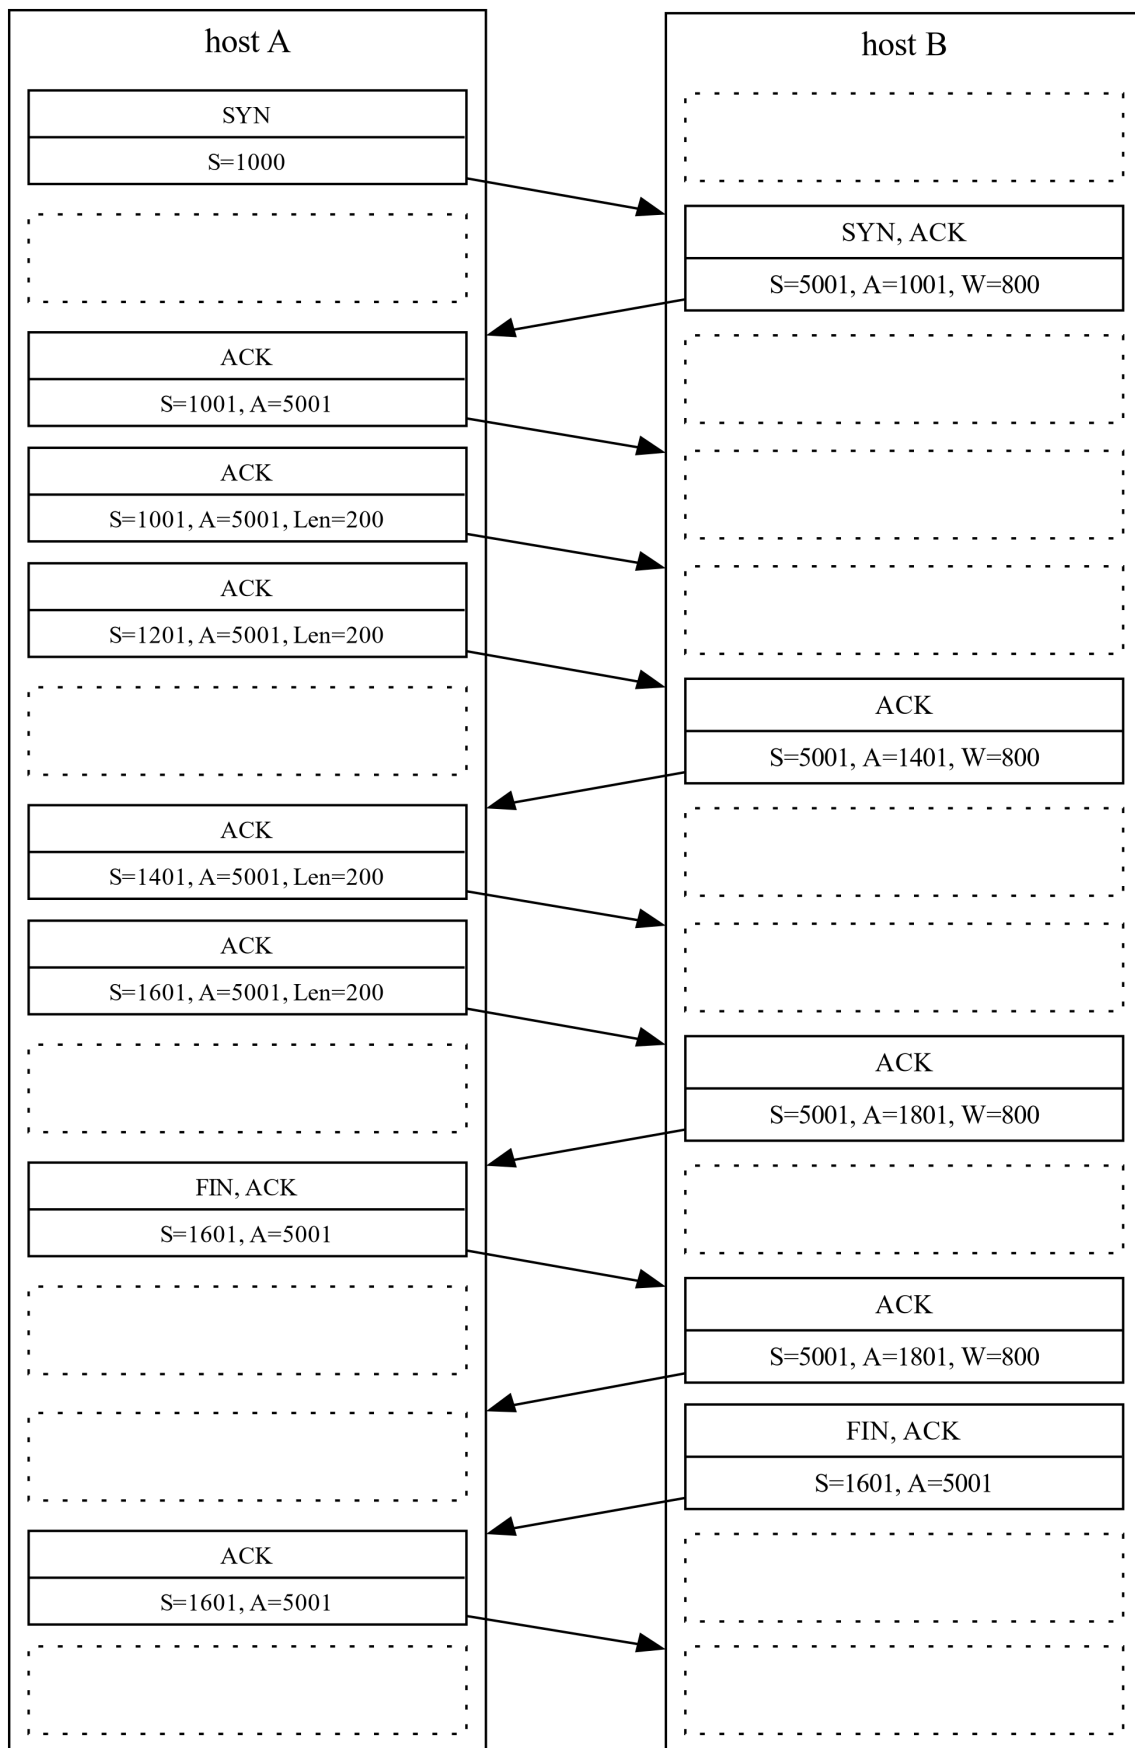 host A
host B
SYN
S=1000
SYN, ACK
S=5001, A=1001, W=800
ACK
S=1001, A=5001
ACK
S=1001, A=5001, Len=200
ACK
S=1201, A=5001, Len=200
ACK
S=5001, A=1401, W=800
ACK
S=1401, A=5001, Len=200
ACK
S=1601, A=5001, Len=200
ACK
S=5001, A=1801, W=800
FIN, ACK
S=1601, A=5001
ACK
S=5001, A=1801, W=800
FIN, ACK
S=1601, A=5001
ACK
S=1601, A=5001